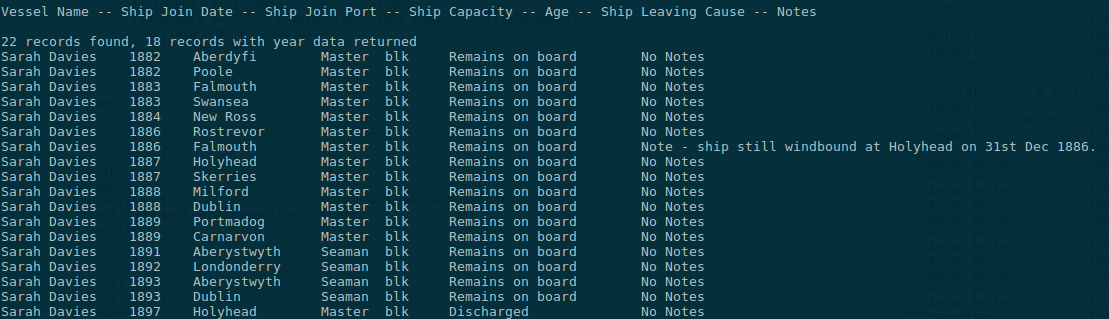 Vessel Name -- Ship Join Date -- Ship Join Port -- Ship Capacity -- Age -- Ship Leaving Cause -- Notes
22 records found, 18 records with year data returned
Sarah Davies 1882 Aberdyfi Master blk Remains on board No Notes
Sarah Davies 1882 Poole Master blk Remains on board No Notes
Sarah Davies 1883 Falmouth Master blk Remains on board No Notes
Sarah Davies 1883 Swansea Master blk Remains on board No Notes
Sarah Davies 1884 New Ross Master blk Remains on board No Notes
Sarah Davies 1886 Rostrevor Master blk Remains on board No Notes
Sarah Davies 1886 Falmouth Master blk Remains on board Note - ship still windbound at Holyhead on 31st Dec 1886.
Sarah Davies 1887 Holyhead Master blk Remains on board No Notes
Sarah Davies 1887 Skerries Master blk Remains on board No Notes
Sarah Davies 1888 Milford Master blk Remains on board No Notes
Sarah Davies 1888 Dublin Master blk Remains on board No Notes
Sarah Davies 1889 Portmadog Master blk Remains on board No Notes
Sarah Davies 1889 Carnarvon Master blk Remains on board No Notes
Sarah Davies 1891 Aberystwyth Seaman blk Remains on board No Notes
Sarah Davies 1892 Londonderry Seaman blk Remains on board No Notes
Sarah Davies 1893 Aberystwyth Seaman blk Remains on board No Notes
Sarah Davies 1893 Dublin Seaman blk Remains on board No Notes
Sarah Davies 1897 Holyhead Master blk Discharged No Notes